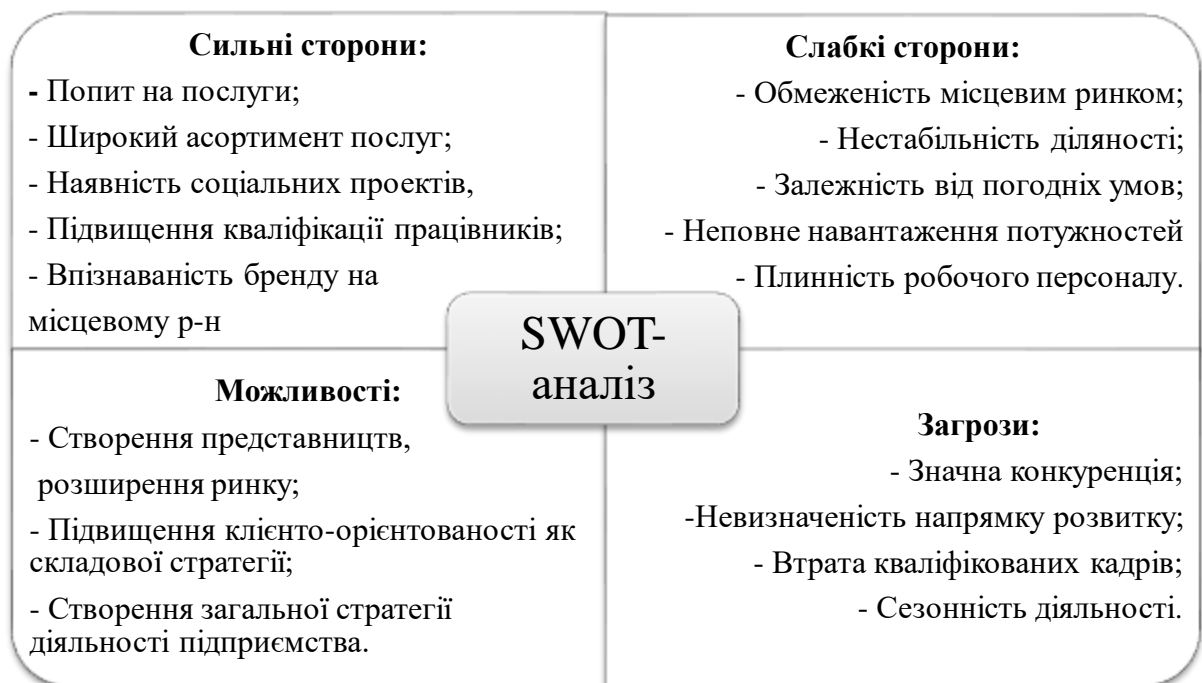 Сильні сторони:
- Попит на послуги;
- Широкий асортимент послуг;
- Наявність соціальних проектів,
- Підвищення кваліфікації працівників;
- Впізнаваність бренду на
місцевому р-н
Слабкі сторони:
- Обмеженість місцевим ринком;
- Нестабільність діляності;
- Залежність від погодніх умов;
- Неповне навантаження потужностей
- Плинність робочого персоналу.
SWOT-
аналіз
Можливості:
- Створення представництв,
розширення ринку;
- Підвищення клієнто-орієнтованості як
складової стратегії;
- Створення загальної стратегії
діяльності підприємства.
Загрози:
- Значна конкуренція;
-Невизначеність напрямку розвитку;
- Втрата кваліфікованих кадрів;
- Сезонність діяльності.